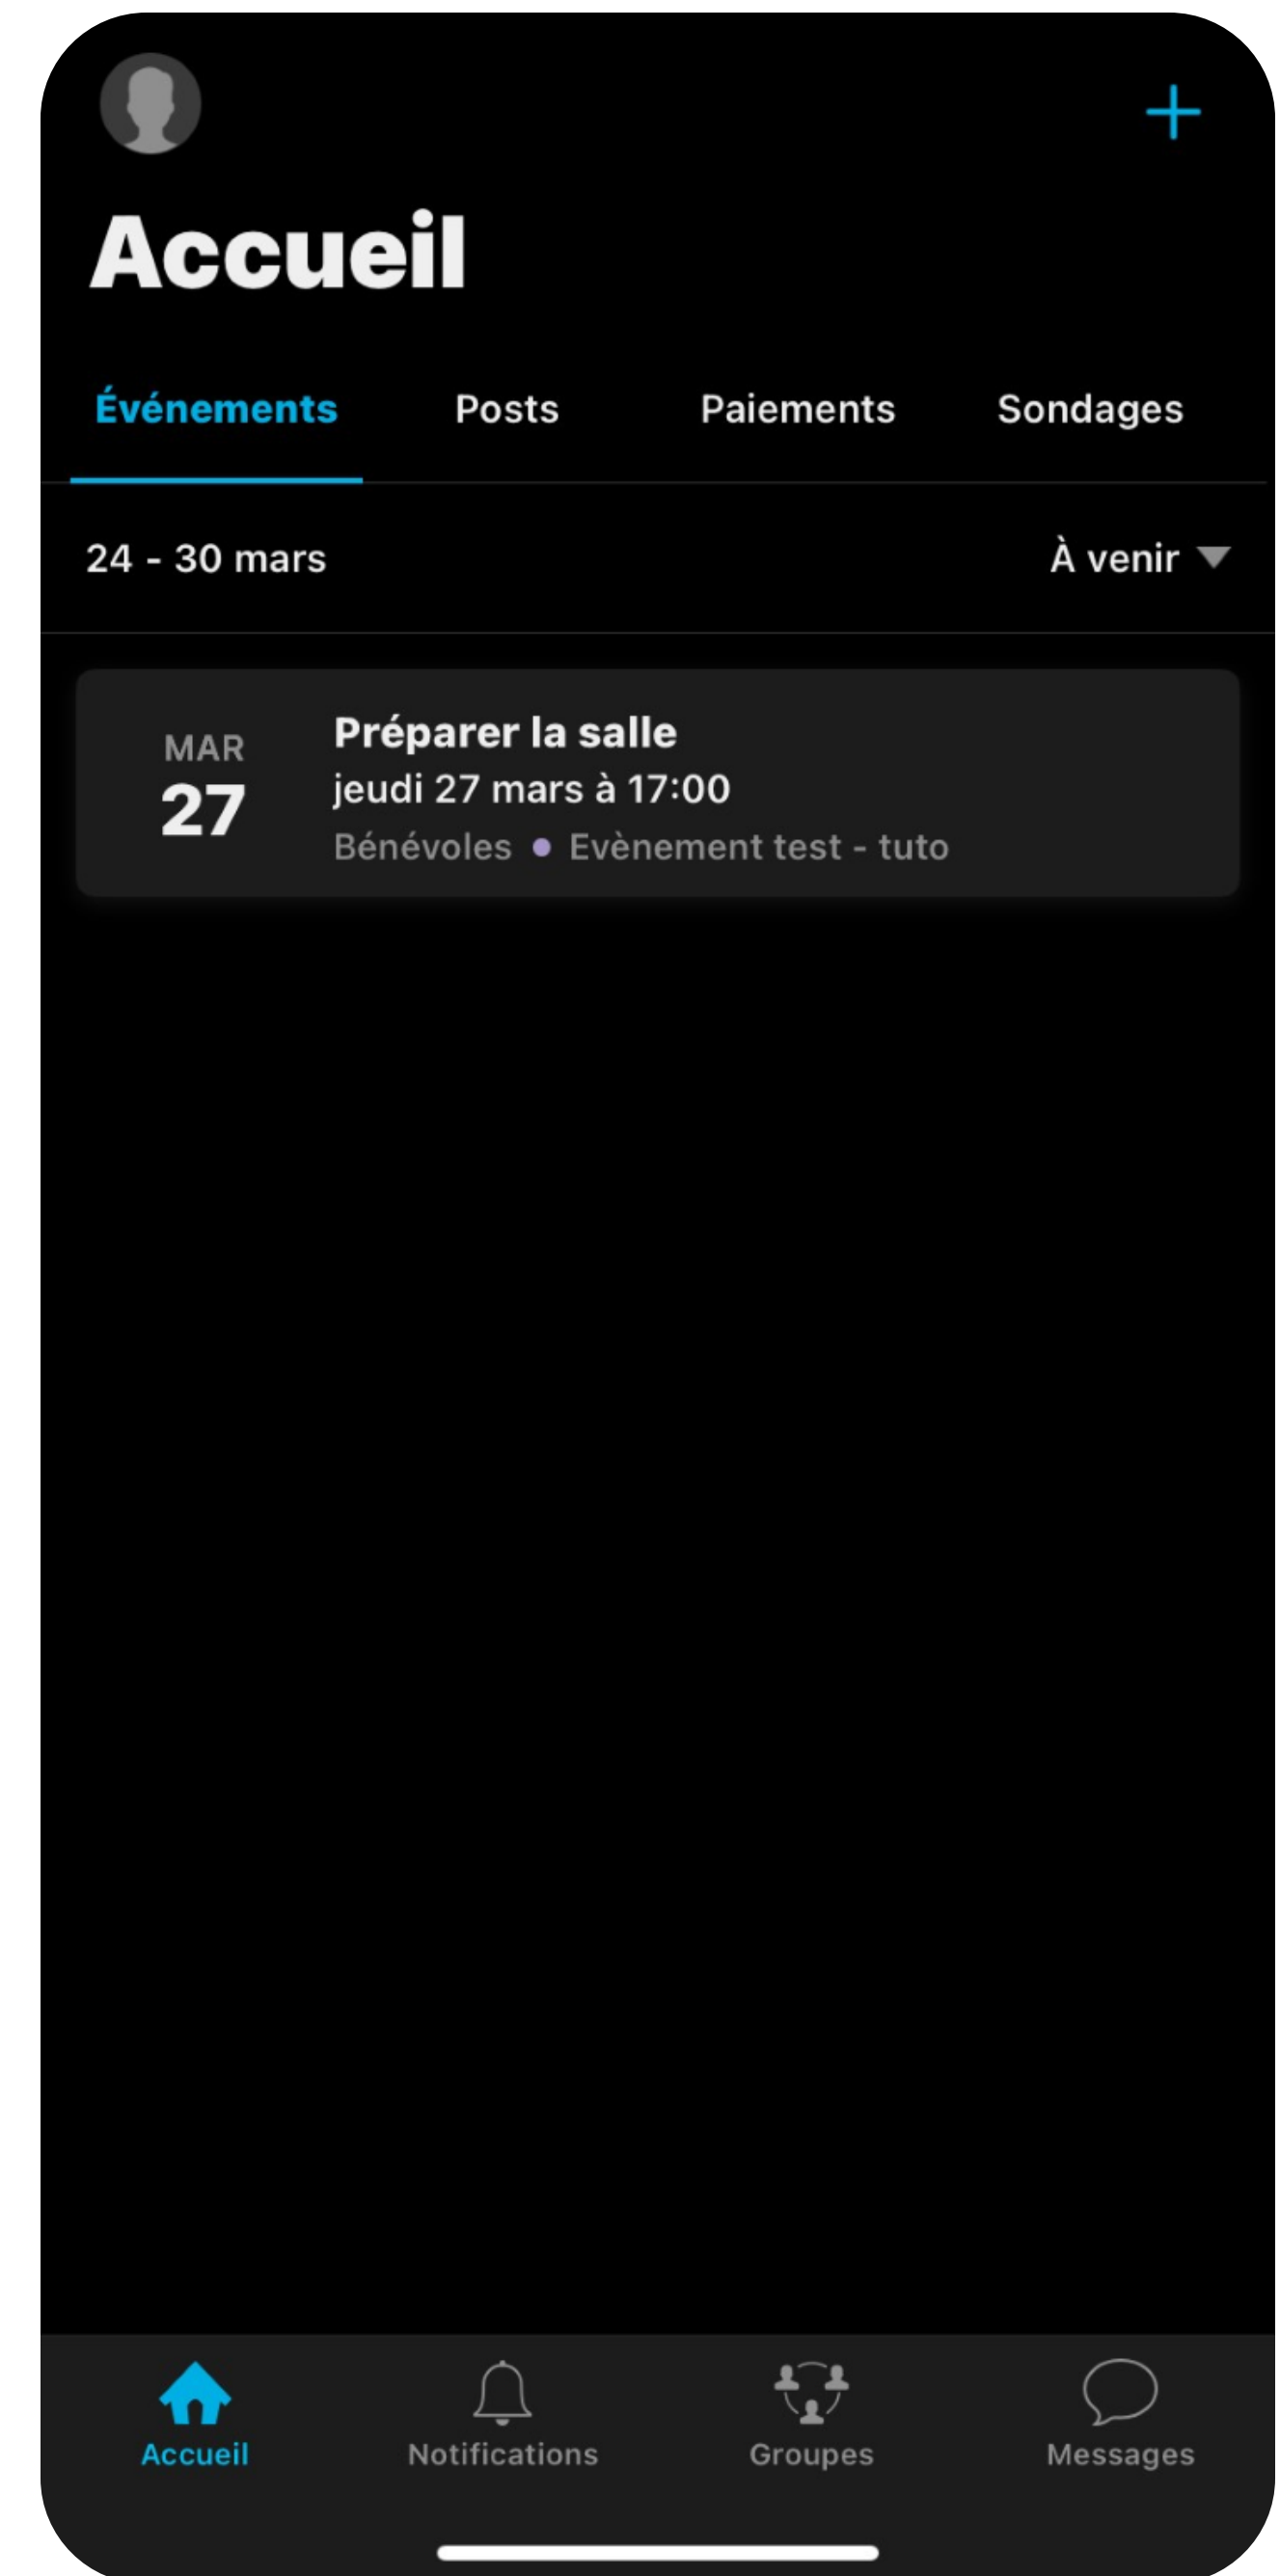 Accueil
Événements Posts Paiements Sondages
24 - 30 mars À venir
MAR
27
Préparer la salle
jeudi 27 mars à 17:00
Bénévoles Evènement test - tuto
Accueil Notifications Groupes Messages